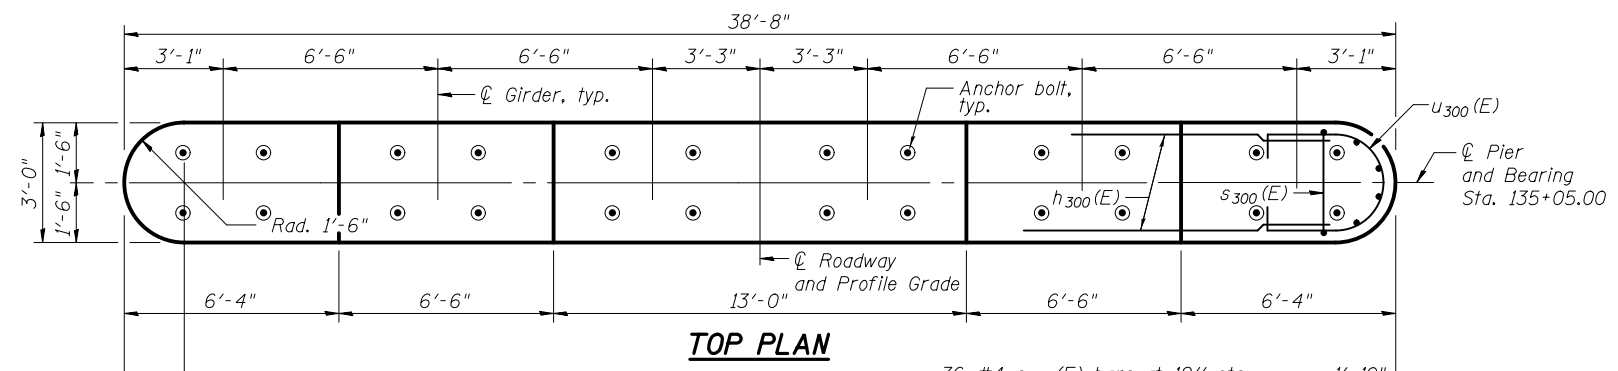 38'-8"
3'-1" 6'-6" 6'-6" 3'-3" 3'-3" 6'-6" 6'-6" 3'-1"
℄ Girder, typ.
Anchor bolt,
typ.
u300(E)
3'-0"
1'-6"
1'-6"
Rad. 1'-6"
h300(E)
s300(E)
℄ Pier
and Bearing
Sta. 135+05.00
℄ Roadway
and Profile Grade
6'-4" 6'-6" 13'-0" 6'-6" 6'-4"
TOP PLAN